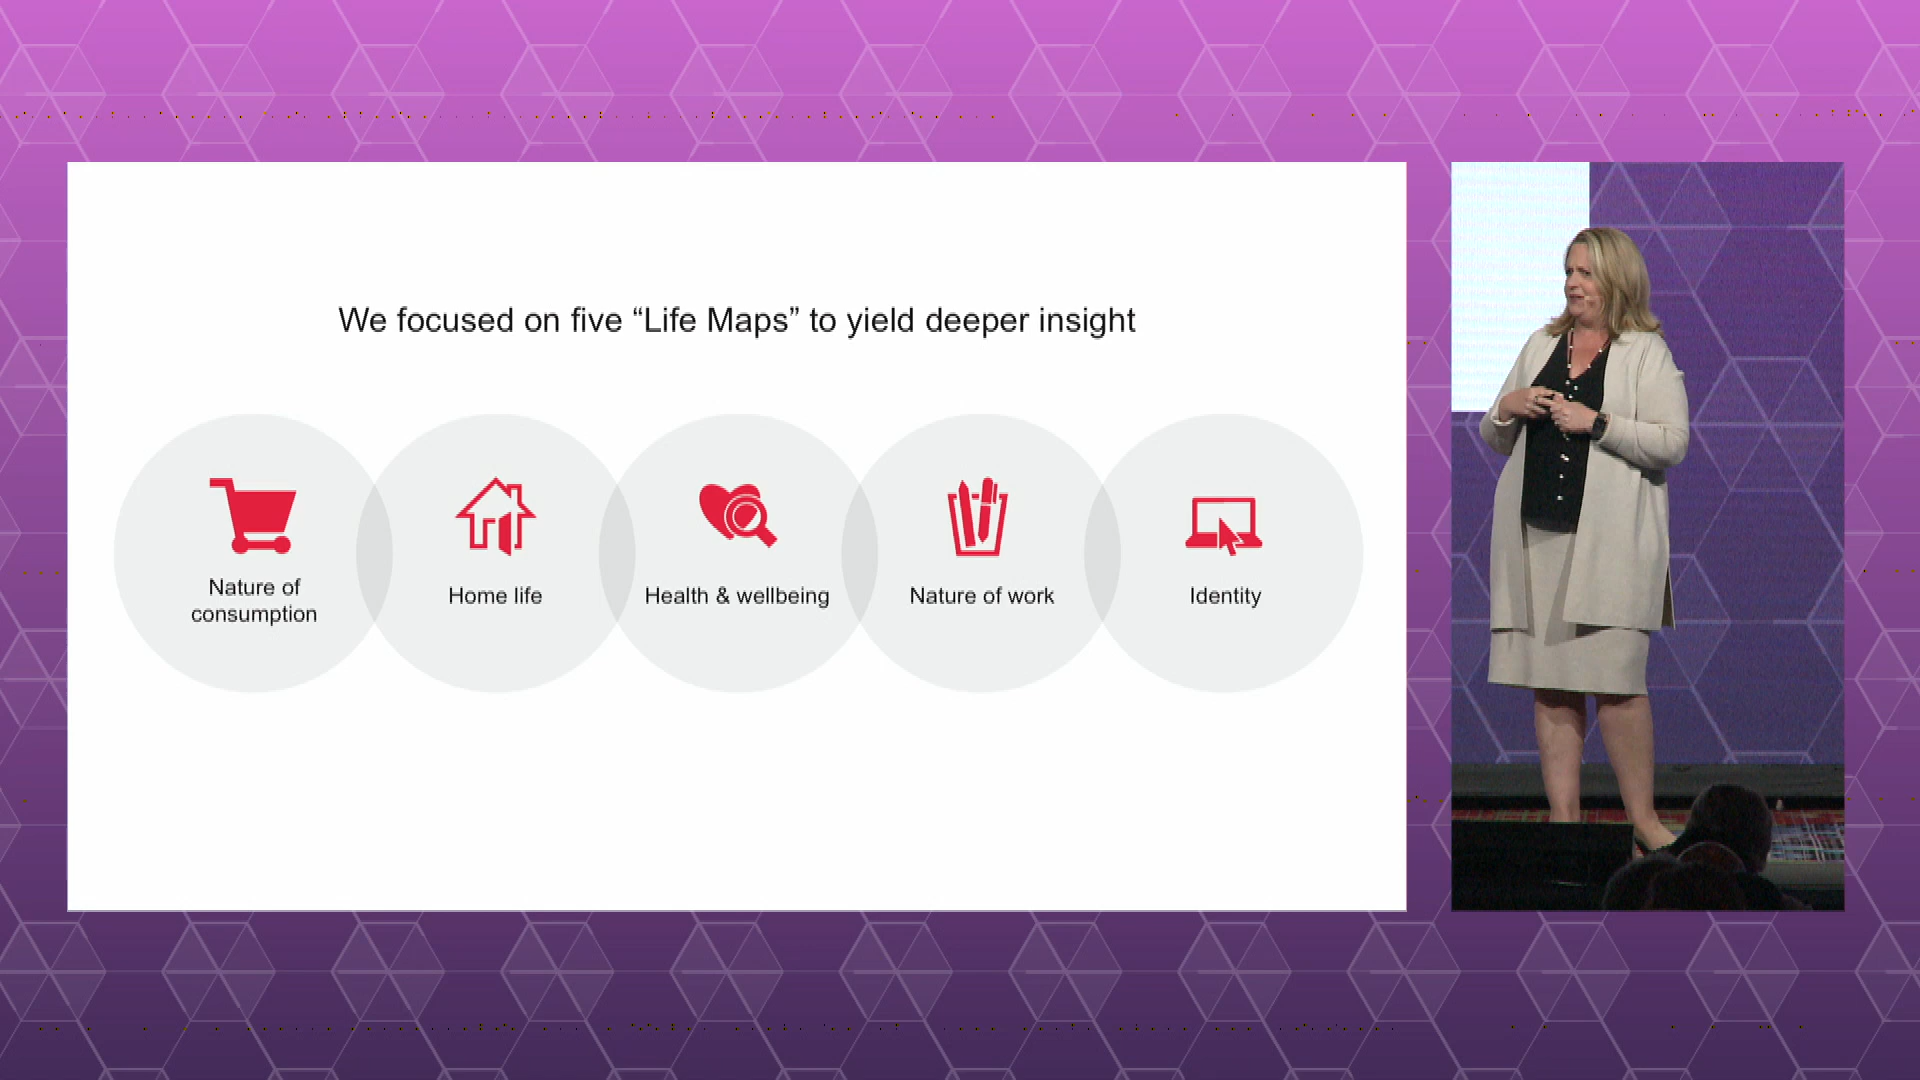 We focused on five “Life Maps” to yield deeper insight
Nature of
consumption
Home life
Health & wellbeing
Nature of work
Identity